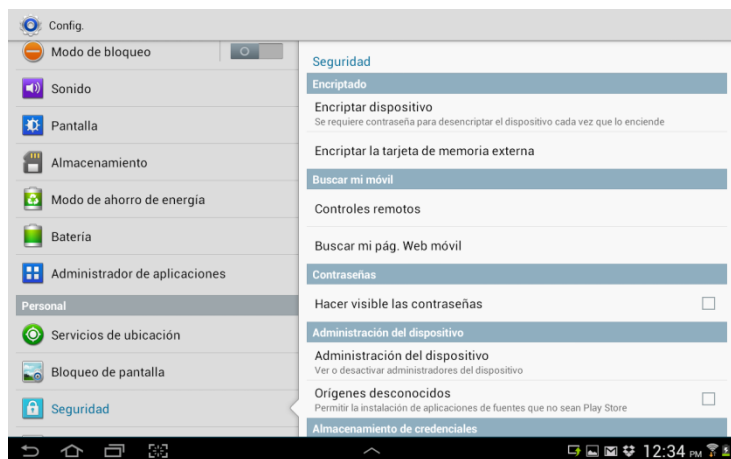 Config.
Modo de bloqueo
Sonido
Pantalla
Almacenamiento
Modo de ahorro de energía
Batería
Administrador de aplicaciones
Personal
Servicios de ubicación
Bloqueo de pantalla
Seguridad
Seguridad
Encriptado
Encriptar dispositivo
Se requiere contraseña para desencriptar el dispositivo cada vez que lo enciende
Encriptar la tarjeta de memoria externa
Buscar mi móvil
Controles remotos
Buscar mi pág. Web móvil
Contraseñas
Hacer visible las contraseñas
Administración del dispositivo
Administración del dispositivo
Ver o desactivar administradores del dispositivo
Orígenes desconocidos
Permitir la instalación de aplicaciones de fuentes que no sean Play Store
Almacenamiento de credenciales
12:34 PM